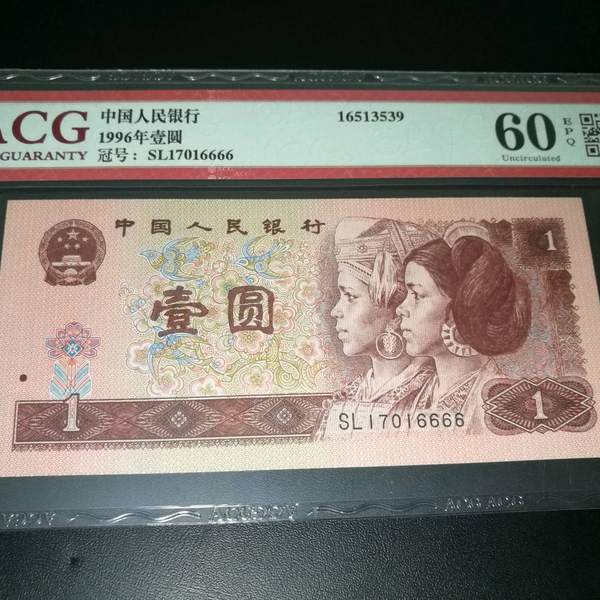 ACG
GUARANTY
中国人民银行
1996年壹圆
冠号: SL17016666
16513539
60
EPQ
Uncirculated
中国人民银行
1
壹圆
1
SL17016666
1